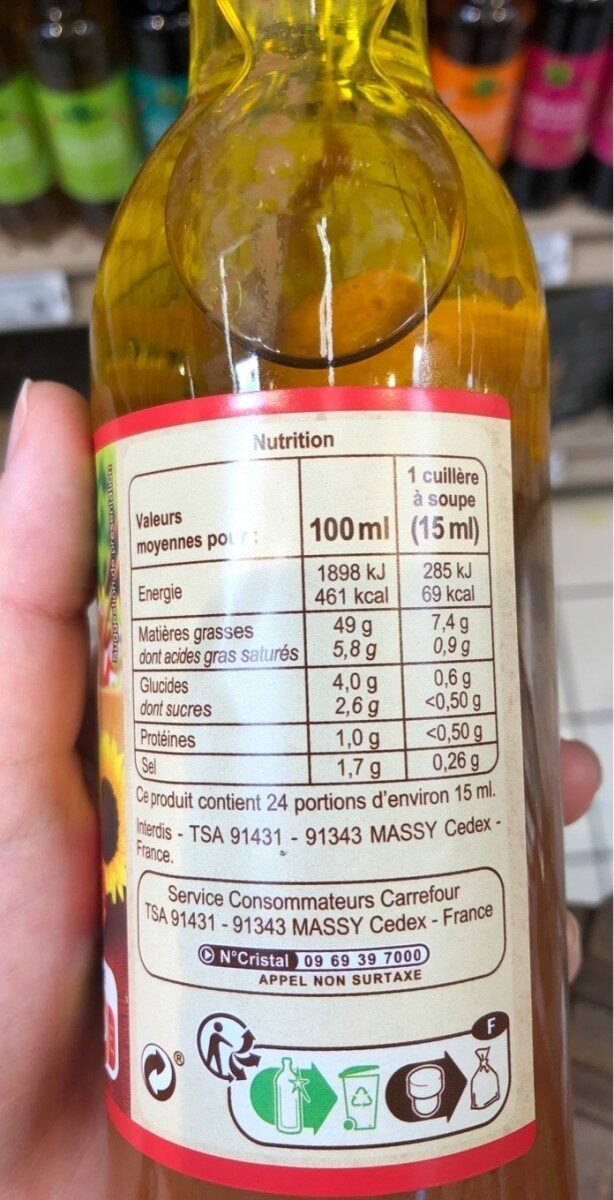 Suggestion de présentation
Nutrition
Valeurs
moyennes pour :
100 ml
1 cuillère
à soupe
(15 ml)
Energie
1898 kJ 285 kJ
461 kcal 69 kcal
Matières grasses 49 g 7,4 g
dont acides gras saturés 5,8 g 0,9 g
Glucides 4,0 g 0,6 g
dont sucres 2,6 g <0,50 g
Protéines 1,0 g <0,50 g
Sel 1,7 g 0,26 g
Ce produit contient 24 portions d'environ 15 ml.
Interdis - TSA 91431 - 91343 MASSY Cedex -
France.
Service Consommateurs Carrefour
TSA 91431 - 91343 MASSY Cedex - France
N°Cristal 09 69 39 7000
APPEL NON SURTAXE
®
F